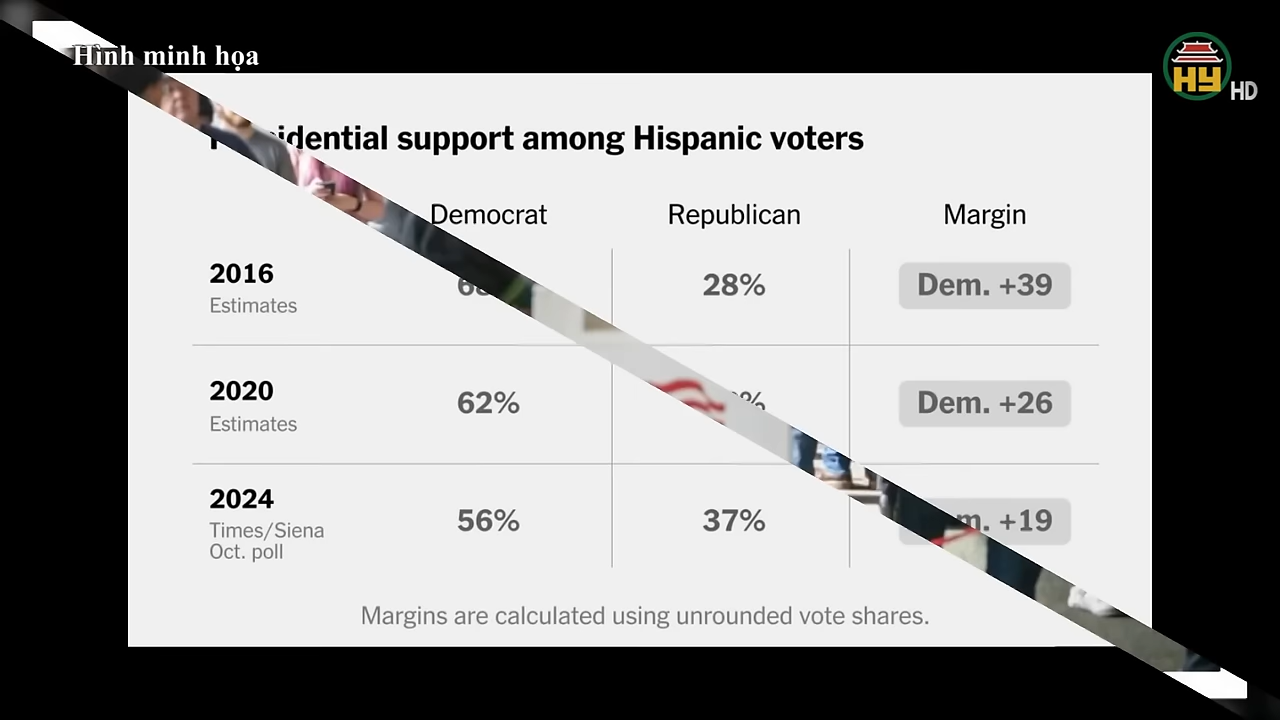 Hình minh họa
HY
HD
support among Hispanic voters
Democrat Republican Margin
2016
Estimates
28% Dem. +39
2020
Estimates
62% Dem. +26
2024
Times/Siena
Oct. poll
56% 37% +19
Margins are calculated using unrounded vote shares.